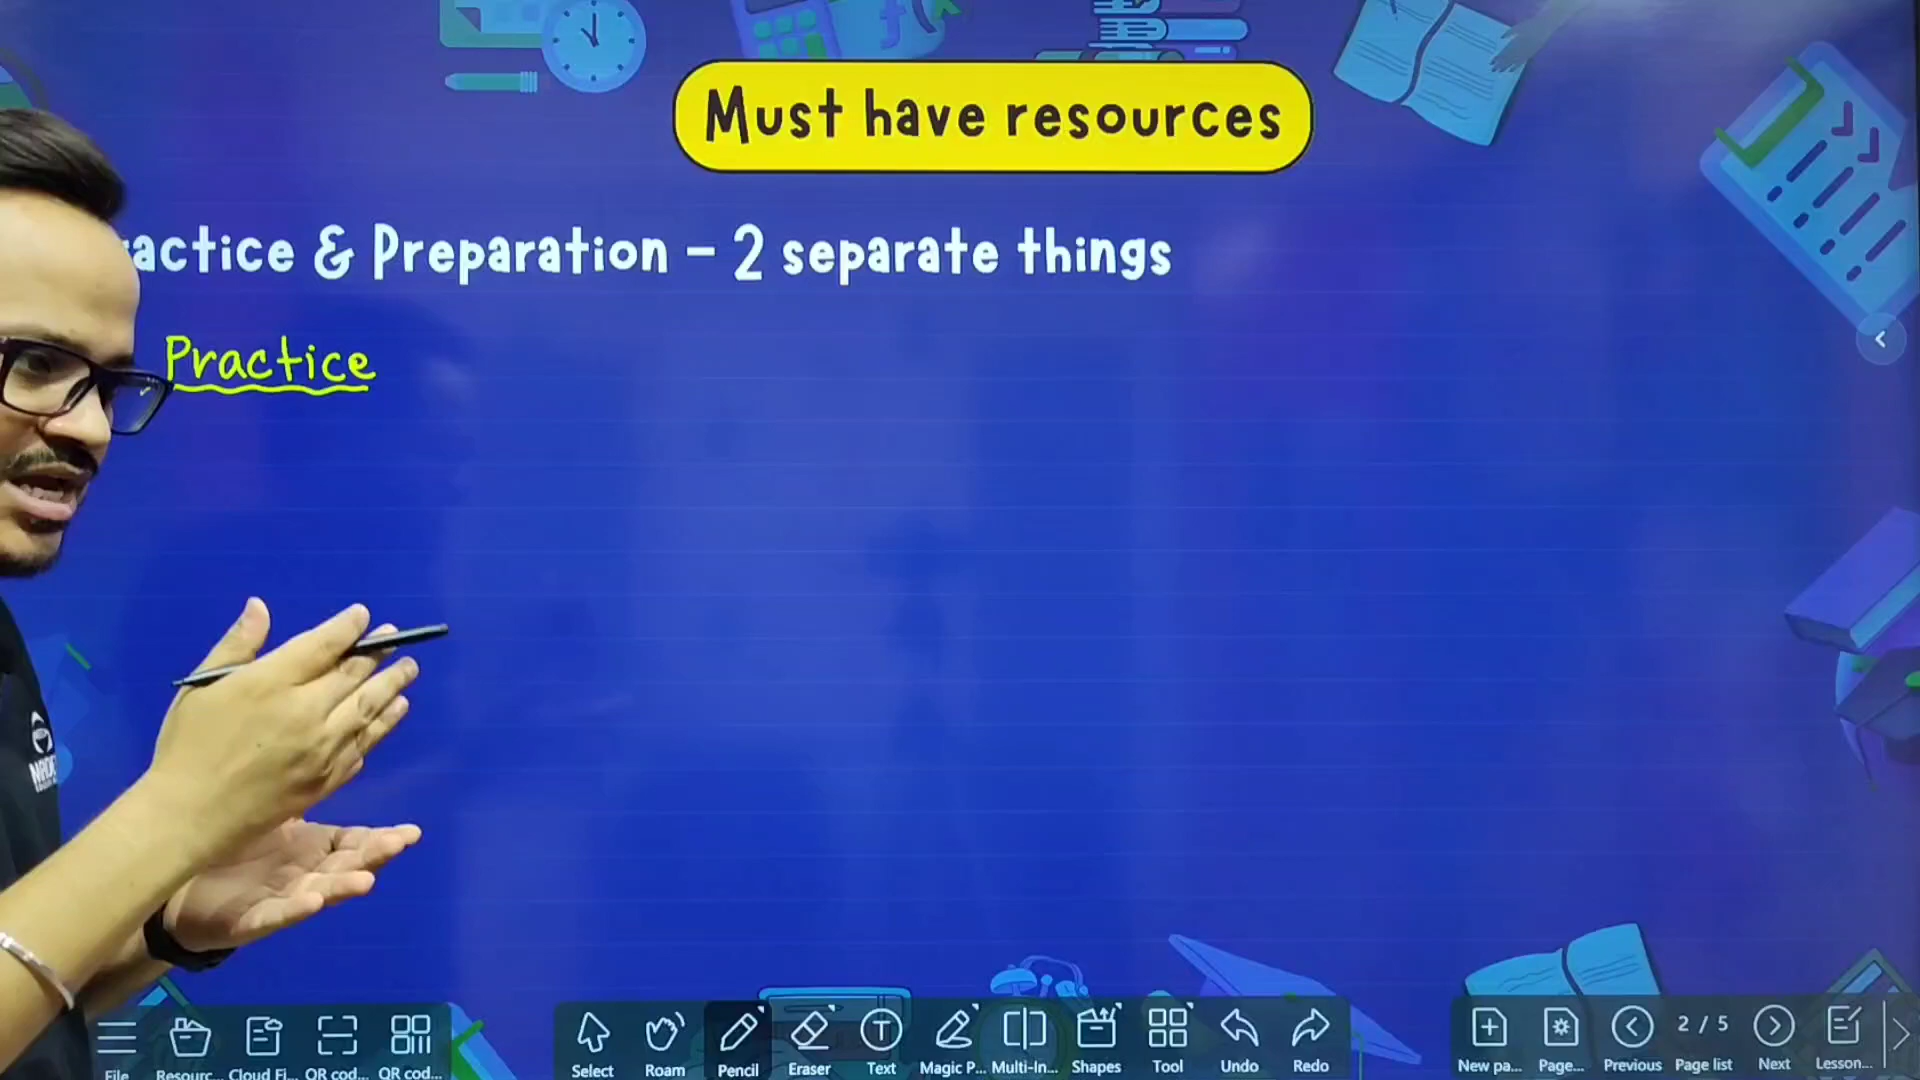 Must have resources
actice & Preparation – 2 separate things
Practice
File
Resourc...
Cloud Fi...
QR cod...
QR cod...
Select
Roam
Pencil
Eraser
Text
Magic P...
Multi-In...
Shapes
Tool
Undo
Redo
New pa...
Page...
Previous
2 / 5
Page list
Next
Lesson...